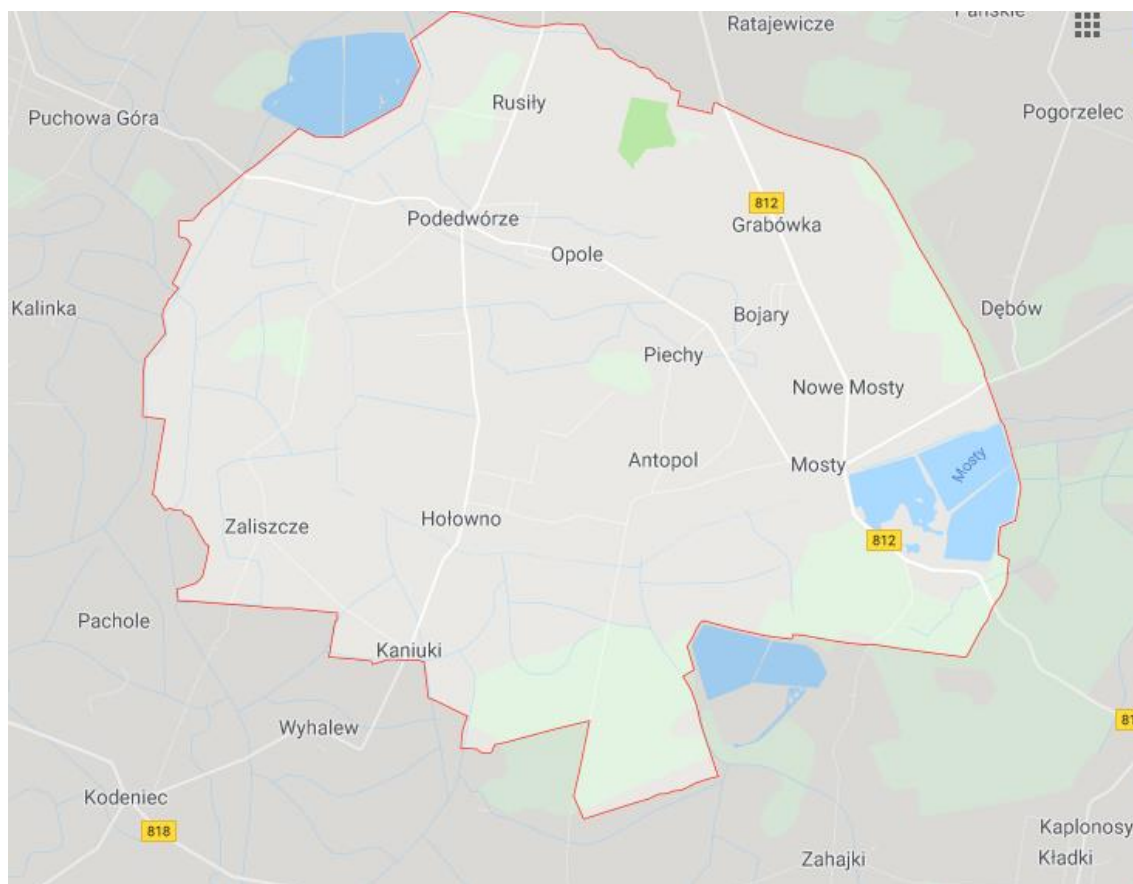 Ratajewicze
Pańskie
Rusiły
Puchowa Góra
Pogorzelec
812
Podedwórze
Grabówka
Opole
Kalinka
Bojary
Dębów
Piechy
Nowe Mosty
Antopol
Mosty
Mosty
Hołowno
Zaliszcze
812
Pachole
Kaniuki
Wyhalew
Kodeniec
818
Kaplonosy
Zahajki
Kładki